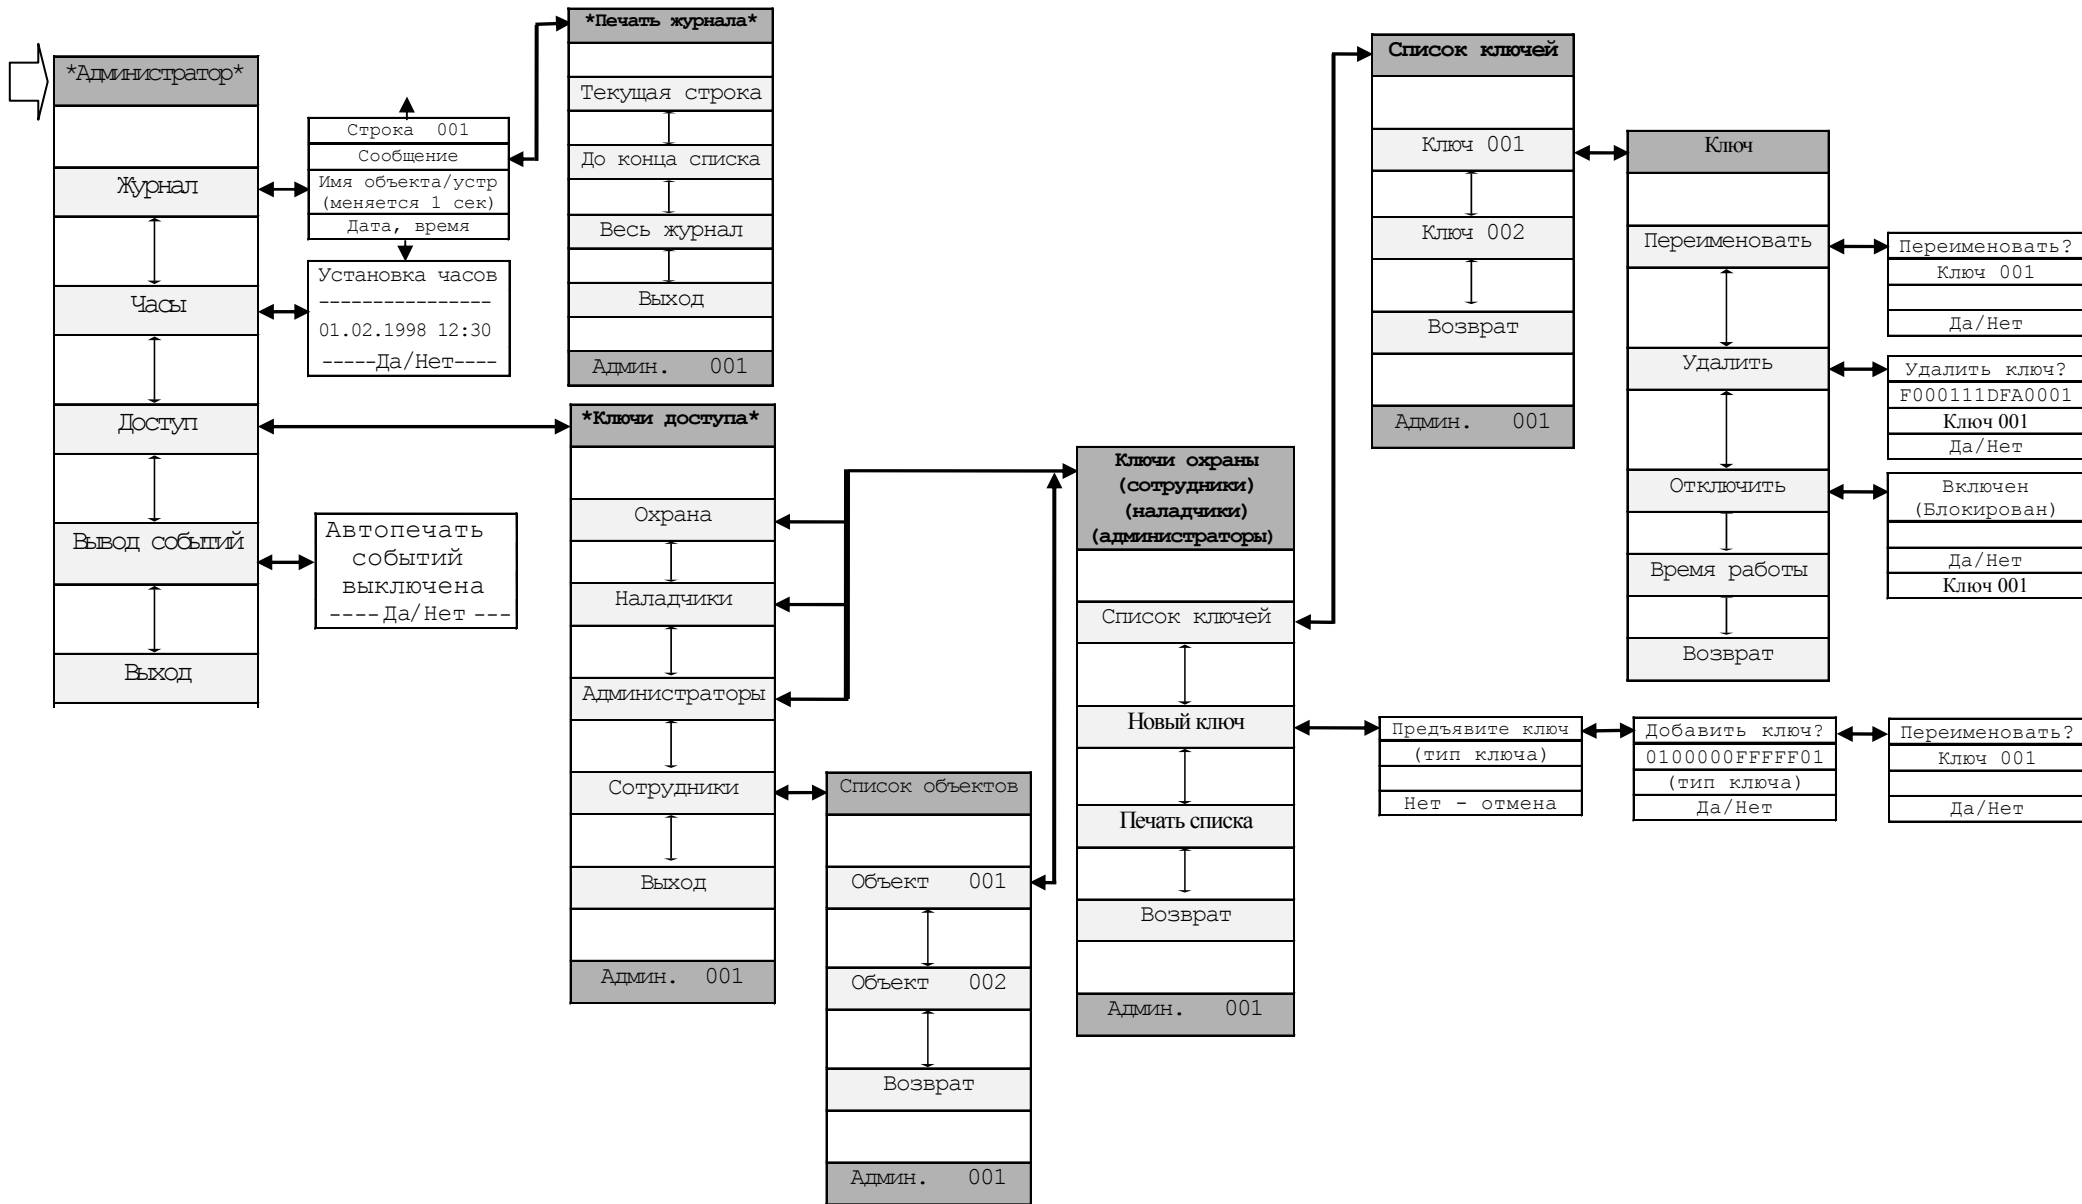 *Администратор*
Журнал
Часы
Доступ
Вывод событий
Выход
Строка 001
Сообщение
Имя объекта/устр
(меняется 1 сек)
Дата, время
Установка часов
----------------
01.02.1998 12:30
-----Да/Нет----
Автопечать
событий
выключена
----Да/Нет ---
*Печать журнала*
Текущая строка
До конца списка
Весь журнал
Выход
Админ. 001
*Ключи доступа*
Охрана
Наладчики
Администраторы
Сотрудники
Выход
Админ. 001
Список объектов
Объект 001
Объект 002
Возврат
Админ. 001
Ключи охраны
(сотрудники)
(наладчики)
(администраторы)
Список ключей
Новый ключ
Печать списка
Возврат
Админ. 001
Список ключей
Ключ 001
Ключ 002
Возврат
Админ. 001
Ключ
Переименовать
Удалить
Отключить
Время работы
Возврат
Переименовать?
Ключ 001
Да/Нет
Удалить ключ?
F000111DFA0001
Ключ 001
Да/Нет
Включен
(Блокирован)
Да/Нет
Ключ 001
Предъявите ключ
(тип ключа)
Нет - отмена
Добавить ключ?
0100000FFFFF01
(тип ключа)
Да/Нет
Переименовать?
Ключ 001
Да/Нет